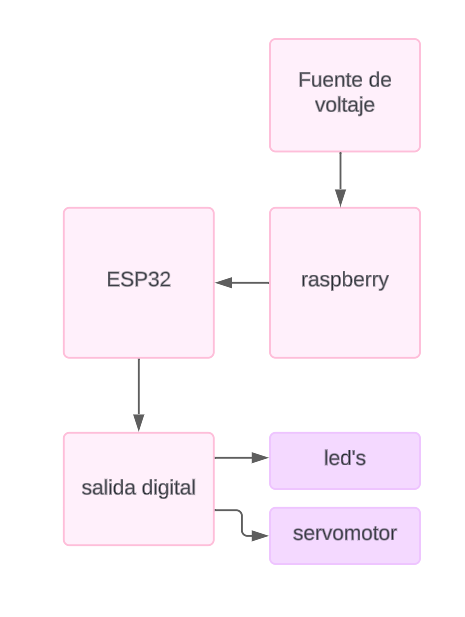 Fuente de
voltaje
ESP32
raspberry
salida digital
led's
servomotor